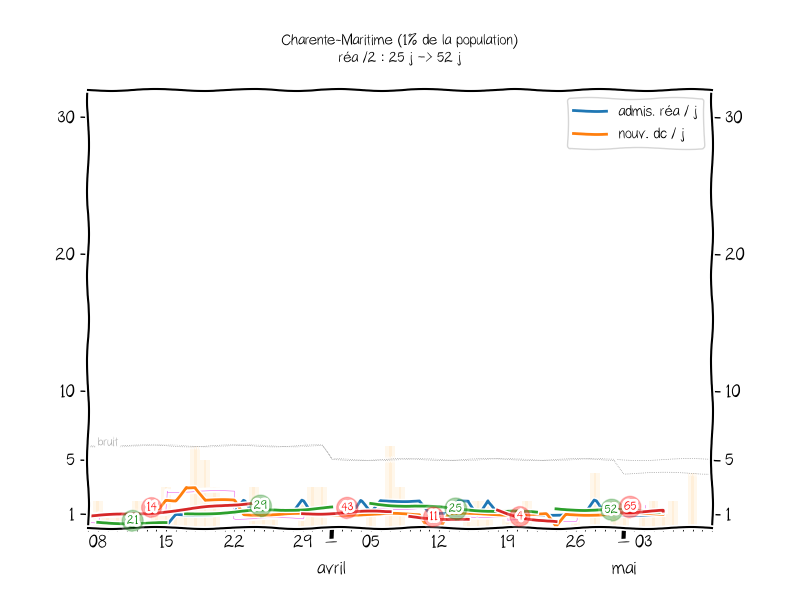 Charente-Maritime (1% de la population)
réa /2 : 25 j -> 52 j
admis. réa / j
nouv. dc / j
30 30
20 20
10 10
bruit
5 5
1 1
21 14 29 43 11 25 4 52 65
08 15 22 29 05 12 19 26 03
avril mai